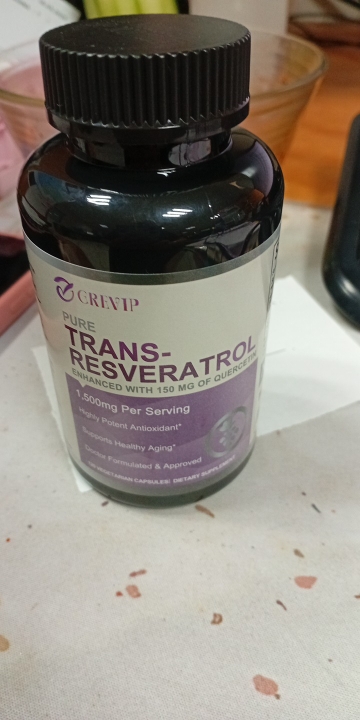 GREVIP
PURE
TRANS-
RESVERATROL
ENHANCED WITH 150 MG OF QUERCETIN
1,500mg Per Serving
Highly Potent Antioxidant*
Supports Healthy Aging*
Doctor Formulated & Approved
VEGETARIAN CAPSULES: DIETARY SUPPLEMENT